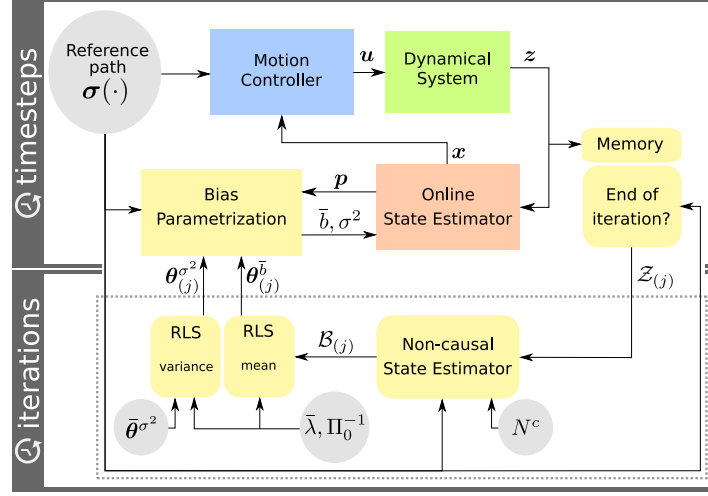 timesteps
Reference
path
σ(·)
Motion
Controller
u
Dynamical
System
z
Memory
End of
iteration?
x
Bias
Parametrization
p
b̄, σ²
Online
State Estimator
θ^{σ²}_{(j)}
θ^{b̄}_{(j)}
𝒵_{(j)}
iterations
RLS
variance
RLS
mean
ℬ_{(j)}
Non-causal
State Estimator
θ̄^{σ²}
λ̄, Π₀⁻¹
N^c